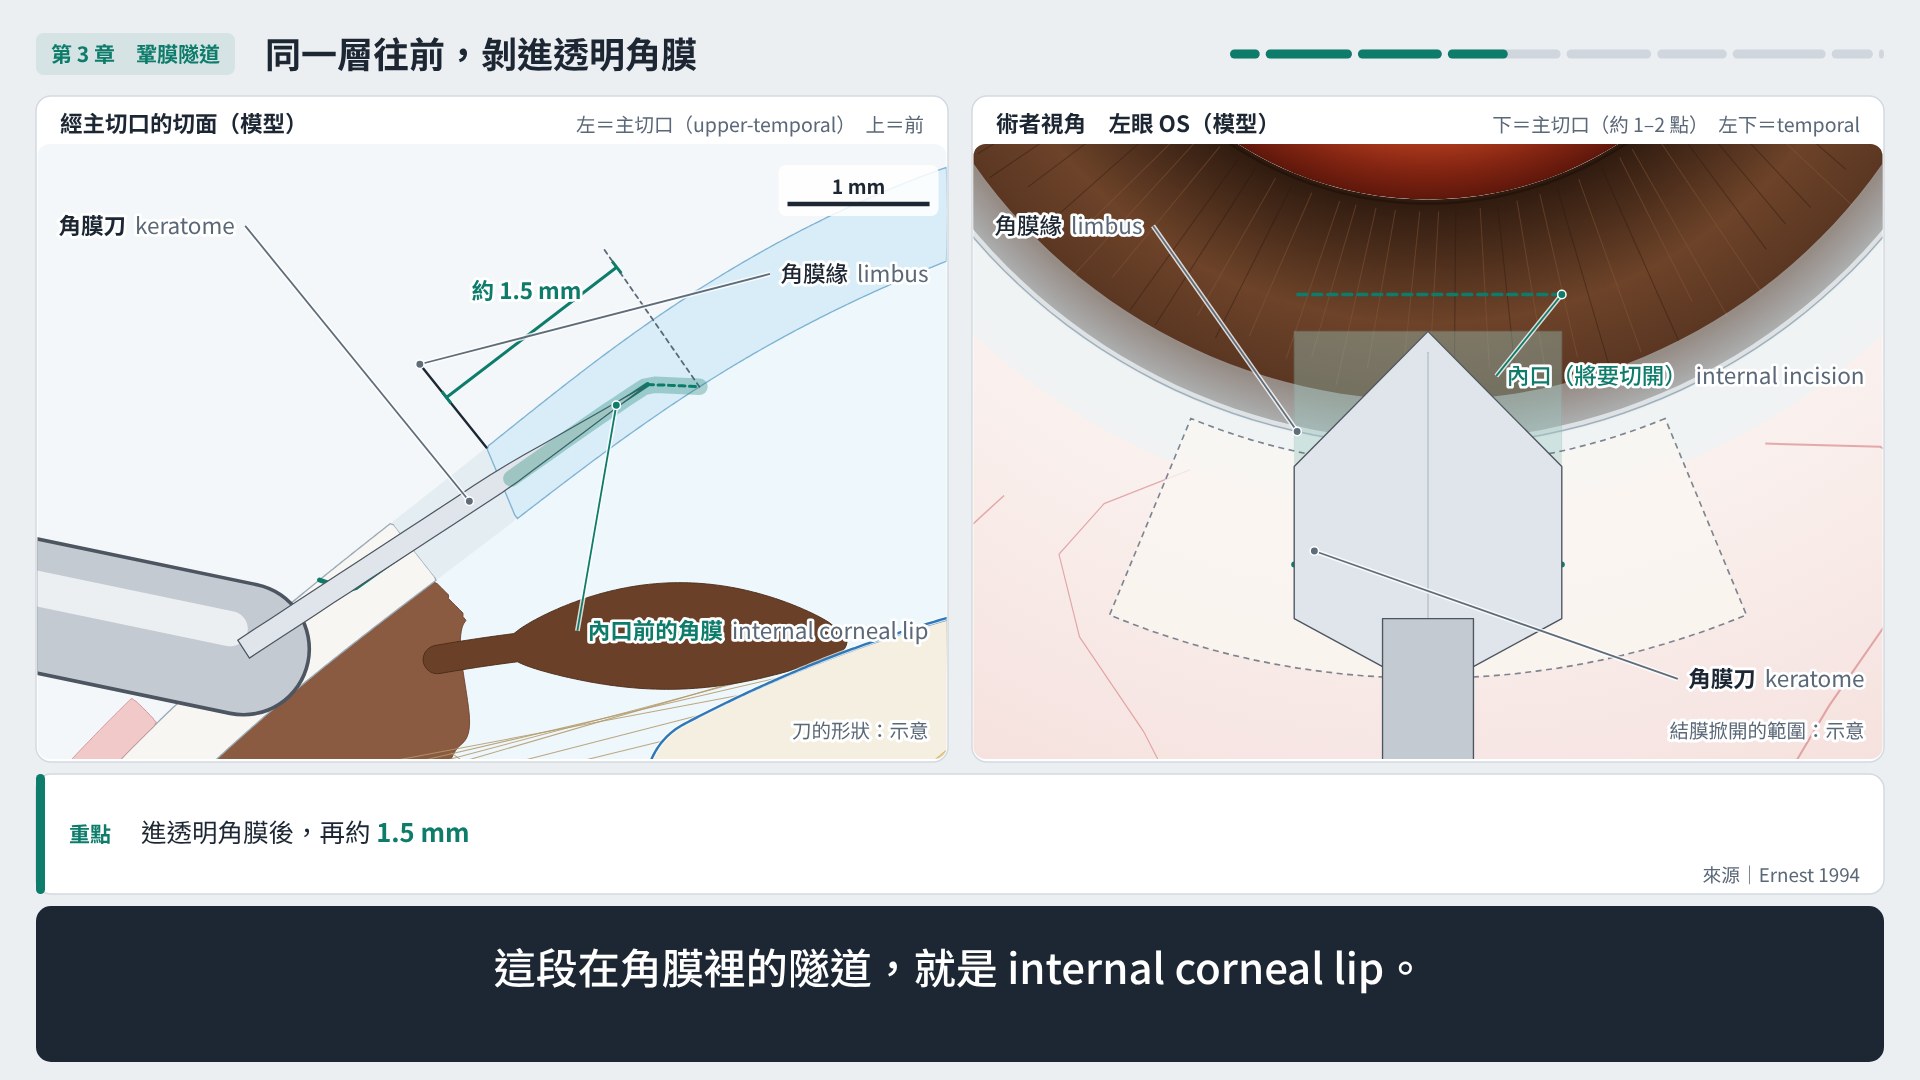 第 3 章　鞏膜隧道
同一層往前，剝進透明角膜
經主切口的切面（模型）
左＝主切口（upper-temporal）　上＝前
1 mm
角膜刀 keratome
角膜緣 limbus
約 1.5 mm
內口前的角膜 internal corneal lip
刀的形狀：示意
術者視角　左眼 OS（模型）
下＝主切口（約 1–2 點）　左下＝temporal
角膜緣 limbus
內口（將要切開） internal incision
角膜刀 keratome
結膜掀開的範圍：示意
重點　進透明角膜後，再約 1.5 mm
來源｜Ernest 1994
這段在角膜裡的隧道，就是 internal corneal lip。